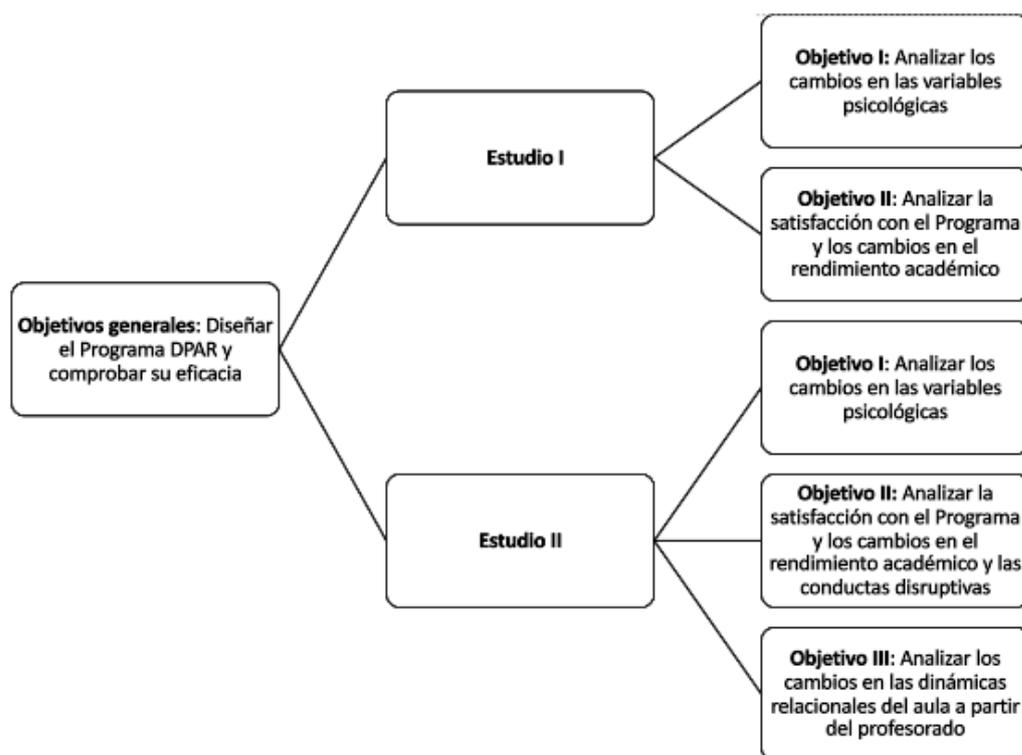 Objetivo I: Analizar los
cambios en las variables
psicológicas
Estudio I
Objetivo II: Analizar la
satisfacción con el Programa
y los cambios en el
rendimiento académico
Objetivos generales: Diseñar
el Programa DPAR y
comprobar su eficacia
Objetivo I: Analizar los
cambios en las variables
psicológicas
Estudio II
Objetivo II: Analizar la
satisfacción con el Programa
y los cambios en el
rendimiento académico y las
conductas disruptivas
Objetivo III: Analizar los
cambios en las dinámicas
relacionales del aula a partir
del profesorado